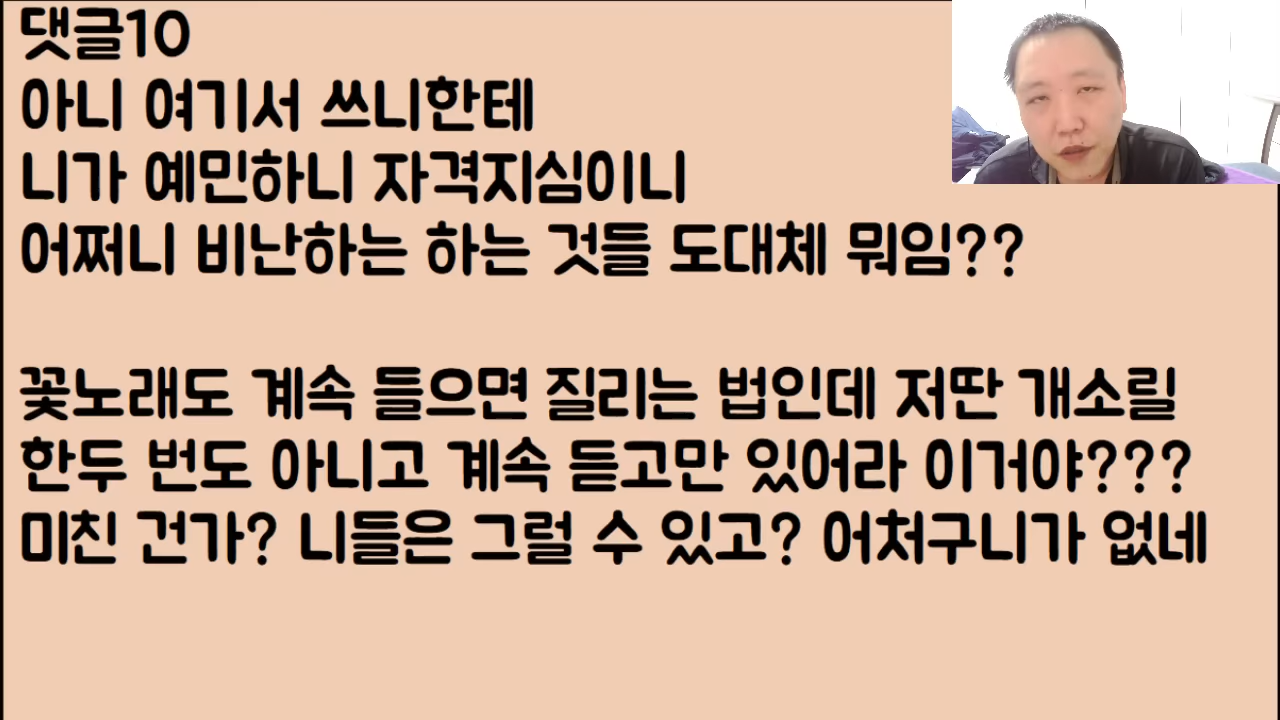 댓글10
아니 여기서 쓰니한테
니가 예민하니 자격지심이니
어쩌니 비난하는 하는 것들 도대체 뭐임??
꽃노래도 계속 들으면 질리는 법인데 저딴 개소릴
한두 번도 아니고 계속 듣고만 있어라 이거야???
미친 건가? 니들은 그럴 수 있고? 어처구니가 없네